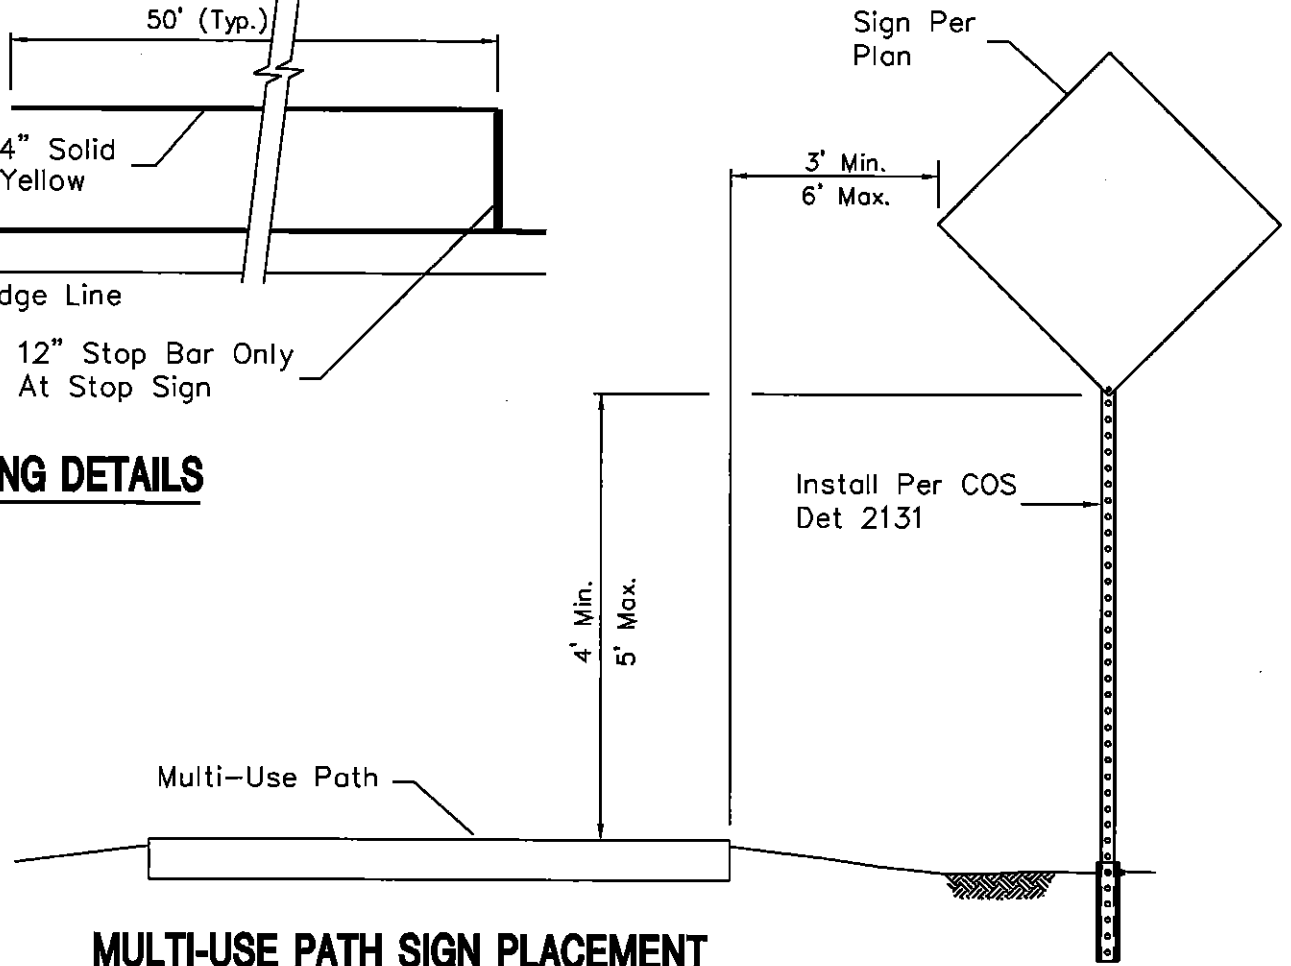 50' (Typ.)
4" Solid
Yellow
Edge Line
12" Stop Bar Only
At Stop Sign
NG DETAILS
Sign Per
Plan
3' Min.
6' Max.
4' Min.
5' Max.
Install Per COS
Det 2131
Multi-Use Path
MULTI-USE PATH SIGN PLACEMENT